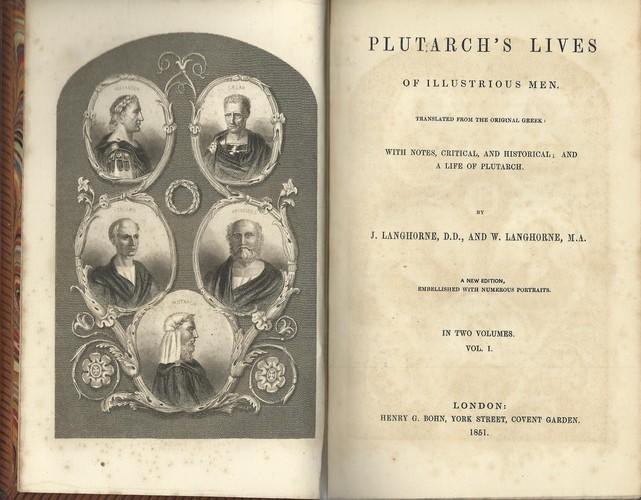 CÆSAR
PLUTARCH
PLUTARCH'S LIVES
OF ILLUSTRIOUS MEN.
TRANSLATED FROM THE ORIGINAL GREEK:
WITH NOTES, CRITICAL, AND HISTORICAL; AND
A LIFE OF PLUTARCH.
BY
J. LANGHORNE, D.D., AND W. LANGHORNE, M.A.
A NEW EDITION,
EMBELLISHED WITH NUMEROUS PORTRAITS.
IN TWO VOLUMES.
VOL. I.
LONDON:
HENRY G. BOHN, YORK STREET, COVENT GARDEN.
1851.